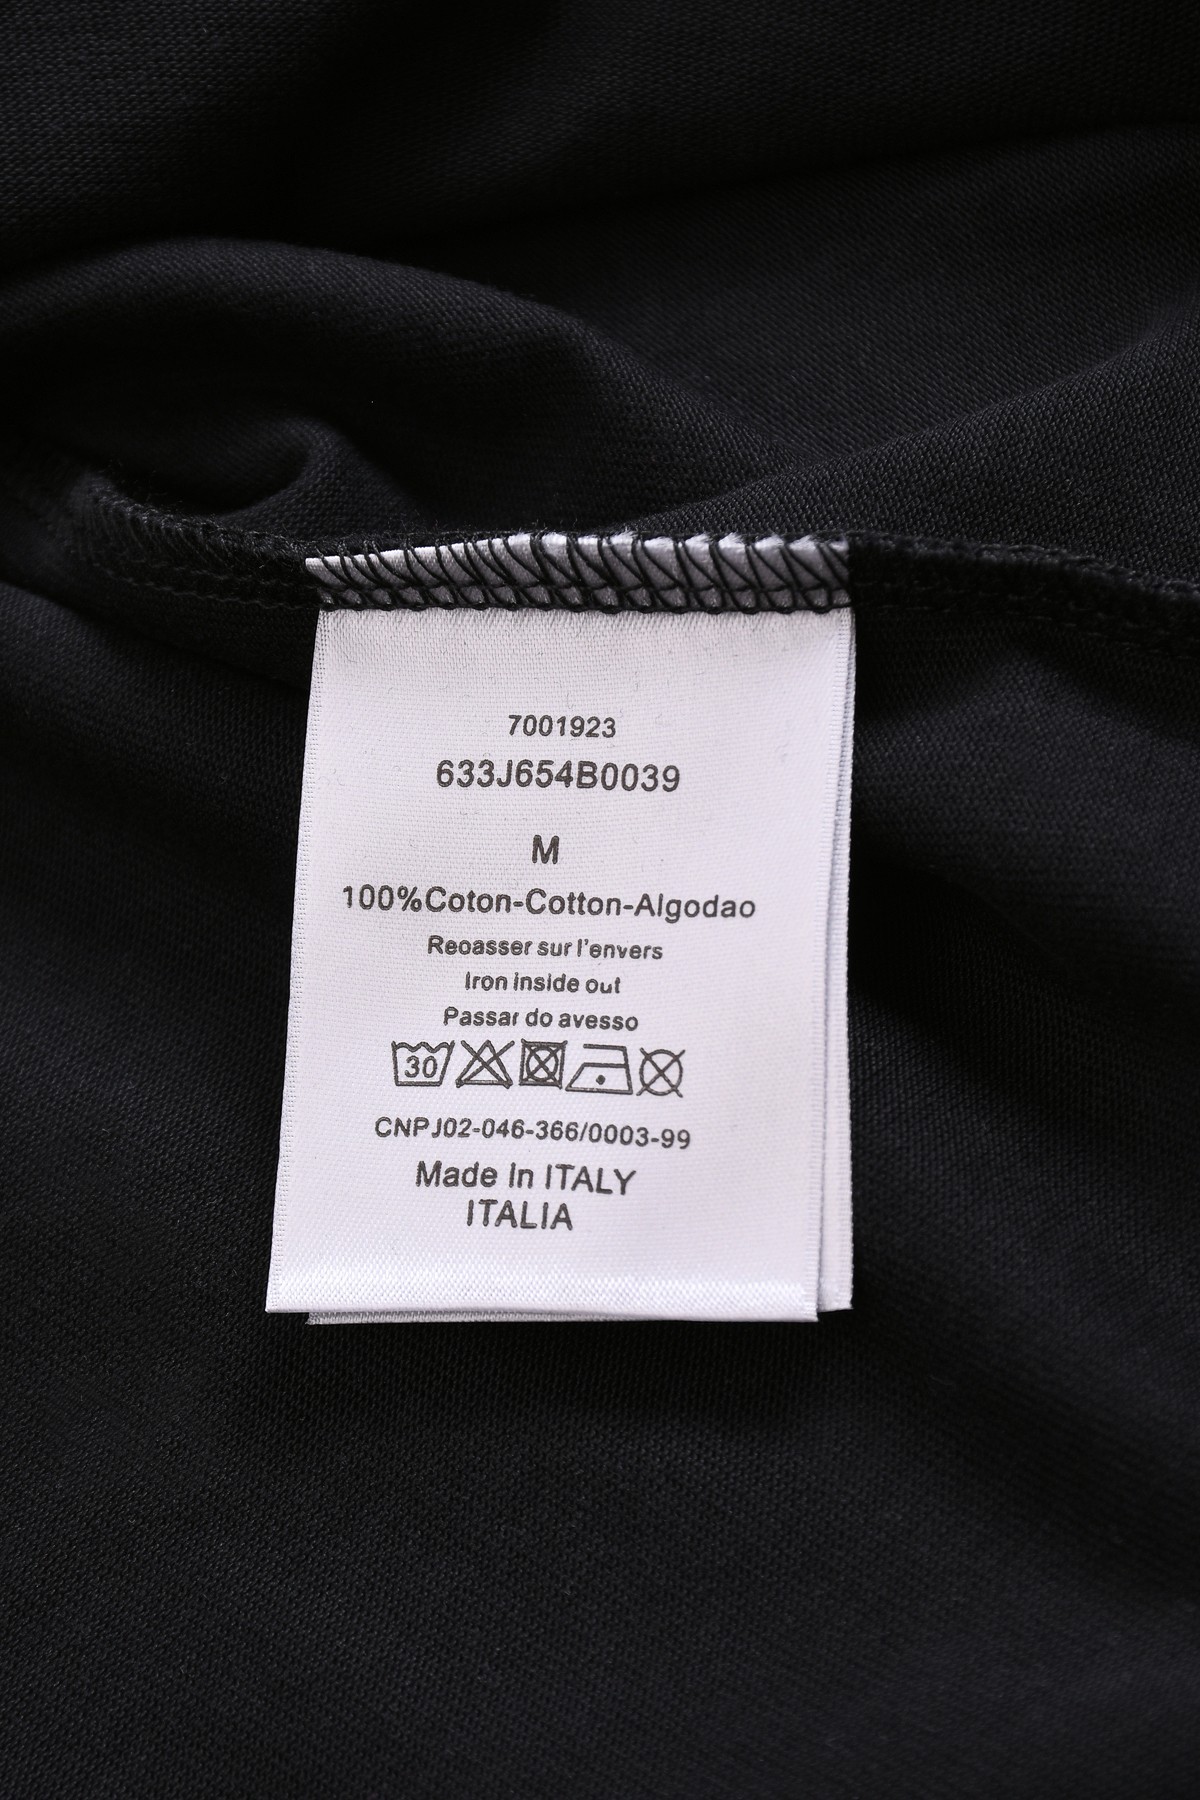 7001923
633J654B0039
M
100%Coton-Cotton-Algodao
Reoasser sur l'envers
Iron inside out
Passar do avesso
30
CNPJ02-046-366/0003-99
Made In ITALY
ITALIA